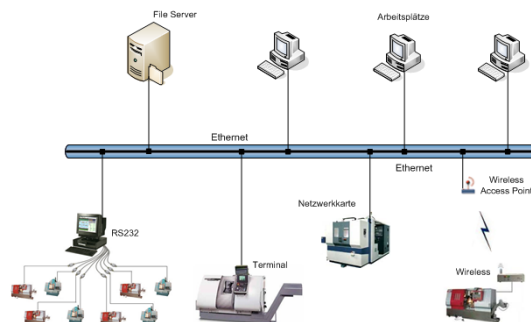 File Server
Arbeitsplätze
Ethernet
Ethernet
Wireless
Access Point
Netzwerkkarte
RS232
Terminal
Wireless